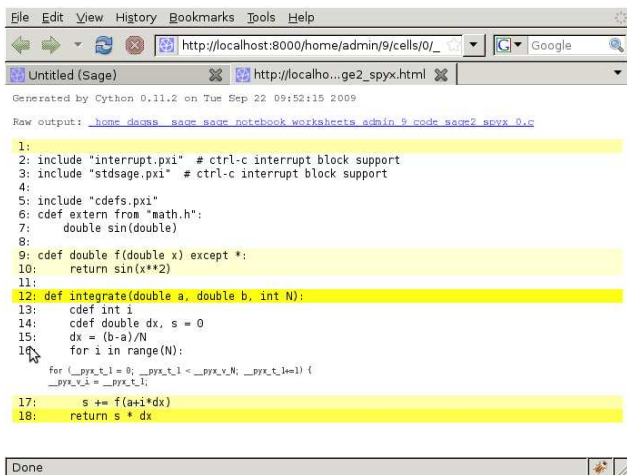 File Edit View History Bookmarks Tools Help
http://localhost:8000/home/admin/9/cells/0/_ G Google
Untitled (Sage) http://localho...ge2_spyx.html
Generated by Cython 0.11.2 on Tue Sep 22 09:52:15 2009
Raw output: _home_dagss__sage_sage_notebook_worksheets_admin_9_code_sage2_spyx_0.c
1:
2: include "interrupt.pxi"  # ctrl-c interrupt block support
3: include "stdsage.pxi"  # ctrl-c interrupt block support
4:
5: include "cdefs.pxi"
6: cdef extern from "math.h":
7:     double sin(double)
8:
9: cdef double f(double x) except *:
10:     return sin(x**2)
11:
12: def integrate(double a, double b, int N):
13:     cdef int i
14:     cdef double dx, s = 0
15:     dx = (b-a)/N
16:     for i in range(N):
for (__pyx_t_1 = 0; __pyx_t_1 < __pyx_v_N; __pyx_t_1+=1) {
__pyx_v_i = __pyx_t_1;
17:       s += f(a+i*dx)
18:     return s * dx
Done